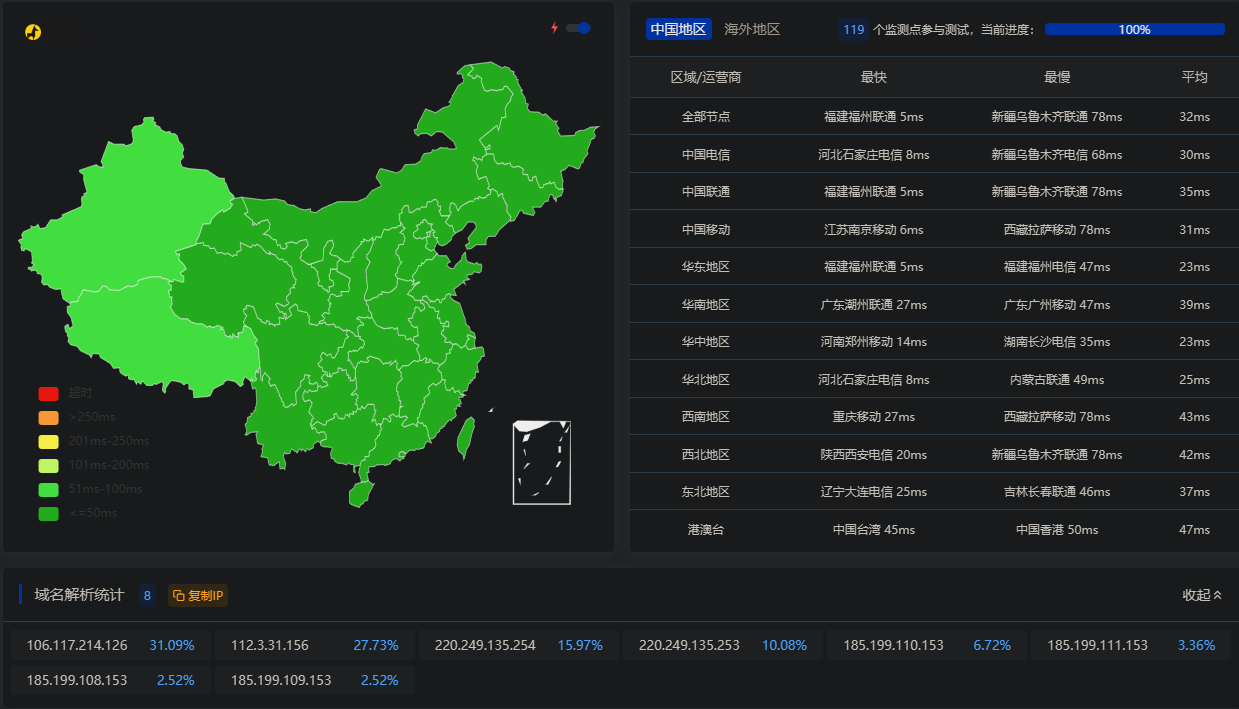 中国地区 海外地区 119 个监测点参与测试，当前进度： 100%
区域/运营商 最快 最慢 平均
全部节点 福建福州联通 5ms 新疆乌鲁木齐联通 78ms 32ms
中国电信 河北石家庄电信 8ms 新疆乌鲁木齐电信 68ms 30ms
中国联通 福建福州联通 5ms 新疆乌鲁木齐联通 78ms 35ms
中国移动 江苏南京移动 6ms 西藏拉萨移动 78ms 31ms
华东地区 福建福州联通 5ms 福建福州电信 47ms 23ms
华南地区 广东潮州联通 27ms 广东广州移动 47ms 39ms
华中地区 河南郑州移动 14ms 湖南长沙电信 35ms 23ms
华北地区 河北石家庄电信 8ms 内蒙古联通 49ms 25ms
西南地区 重庆移动 27ms 西藏拉萨移动 78ms 43ms
西北地区 陕西西安电信 20ms 新疆乌鲁木齐联通 78ms 42ms
东北地区 辽宁大连电信 25ms 吉林长春联通 46ms 37ms
港澳台 中国台湾 45ms 中国香港 50ms 47ms
超时
>250ms
201ms-250ms
101ms-200ms
51ms-100ms
<=50ms
域名解析统计 8 复制IP 收起
106.117.214.126 31.09% 112.3.31.156 27.73% 220.249.135.254 15.97% 220.249.135.253 10.08% 185.199.110.153 6.72% 185.199.111.153 3.36%
185.199.108.153 2.52% 185.199.109.153 2.52%